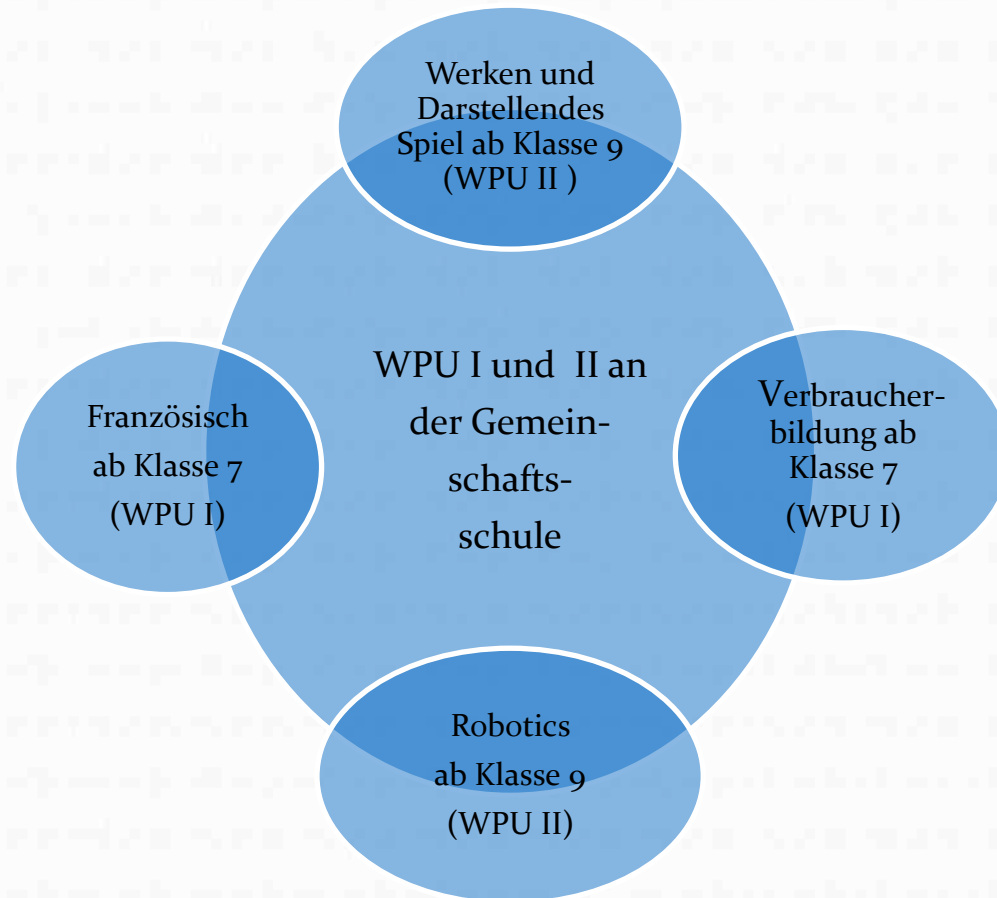 Werken und
Darstellendes
Spiel ab Klasse 9
(WPU II )
WPU I und II an
der Gemein-
schafts-
schule
Französisch
ab Klasse 7
(WPU I)
Verbraucher-
bildung ab
Klasse 7
(WPU I)
Robotics
ab Klasse 9
(WPU II)